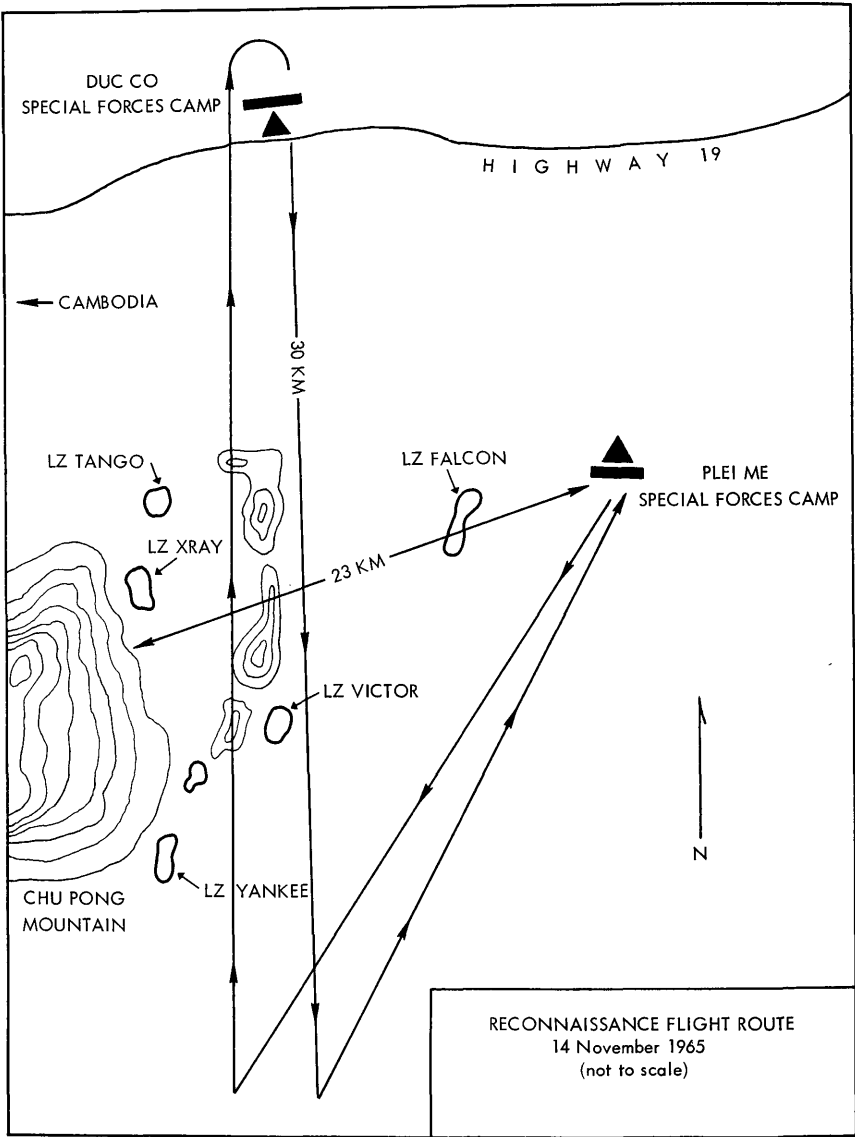 DUC CO
SPECIAL FORCES CAMP
HIGHWAY 19
CAMBODIA
30 KM
LZ TANGO
LZ FALCON
PLEI ME
SPECIAL FORCES CAMP
LZ XRAY
23 KM
LZ VICTOR
N
LZ YANKEE
CHU PONG
MOUNTAIN
RECONNAISSANCE FLIGHT ROUTE
14 November 1965
(not to scale)